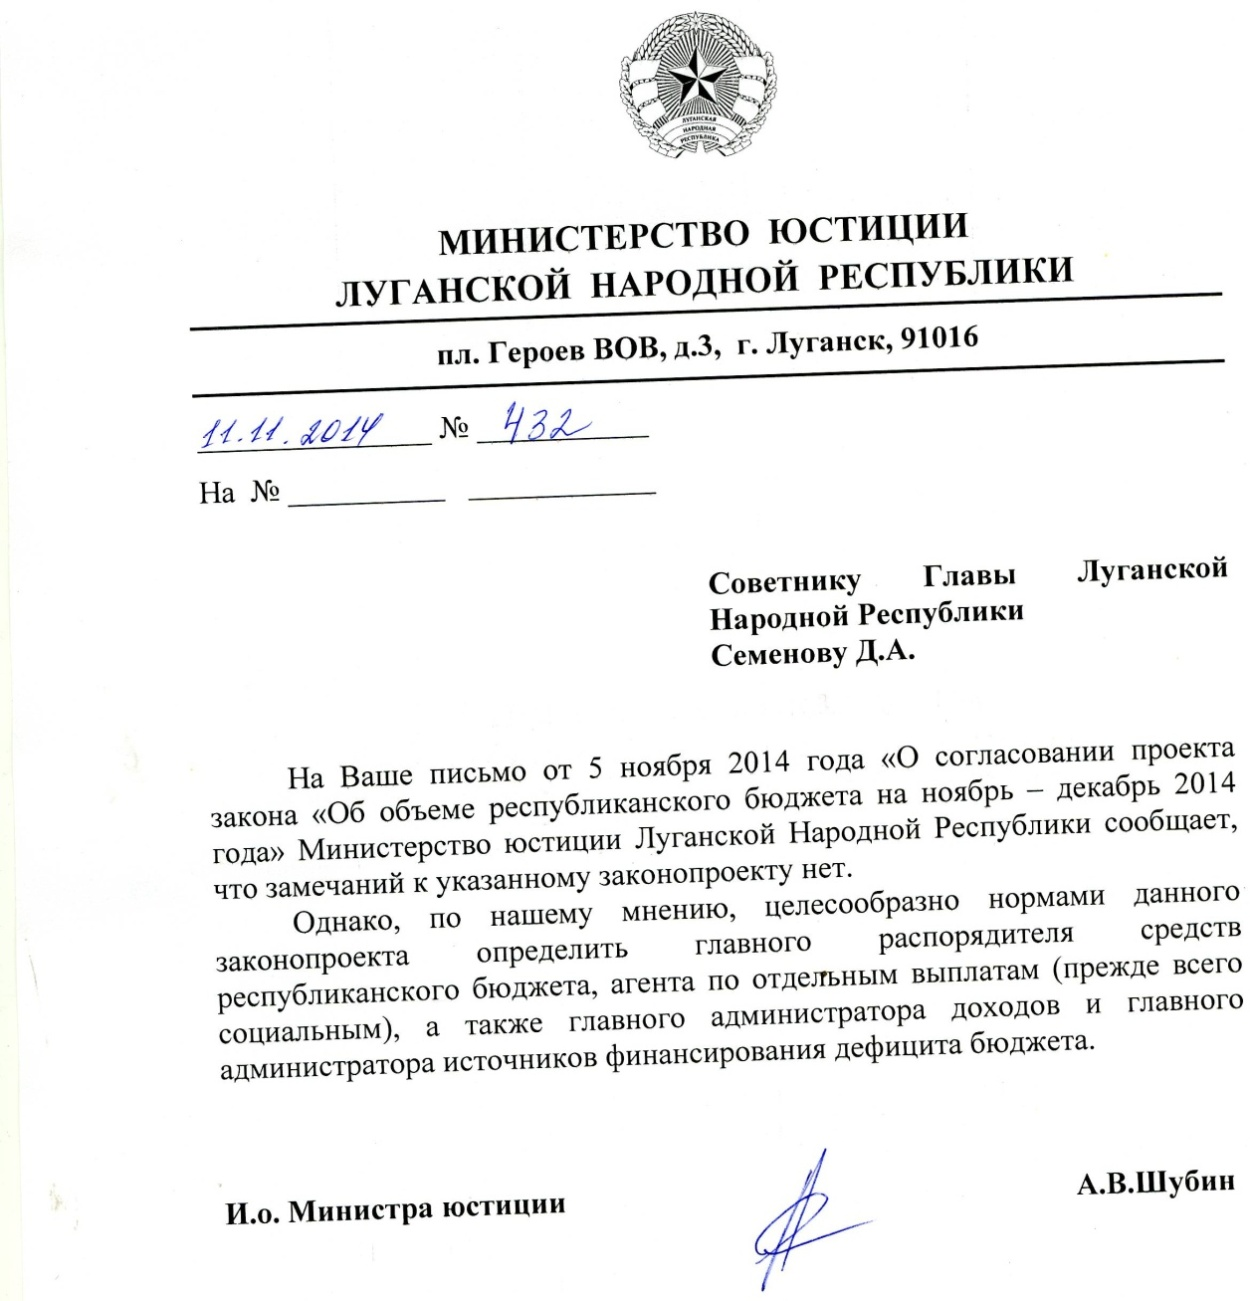 ЛУГАНСКАЯ
НАРОДНАЯ
РЕСПУБЛИКА
МИНИСТЕРСТВО ЮСТИЦИИ
ЛУГАНСКОЙ НАРОДНОЙ РЕСПУБЛИКИ
пл. Героев ВОВ, д.3, г. Луганск, 91016
11.11.2014 № 432
На №
Советнику Главы Луганской
Народной Республики
Семенову Д.А.
На Ваше письмо от 5 ноября 2014 года «О согласовании проекта
закона «Об объеме республиканского бюджета на ноябрь – декабрь 2014
года» Министерство юстиции Луганской Народной Республики сообщает,
что замечаний к указанному законопроекту нет.
Однако, по нашему мнению, целесообразно нормами данного
законопроекта определить главного распорядителя средств
республиканского бюджета, агента по отдельным выплатам (прежде всего
социальным), а также главного администратора доходов и главного
администратора источников финансирования дефицита бюджета.
И.о. Министра юстиции А.В.Шубин